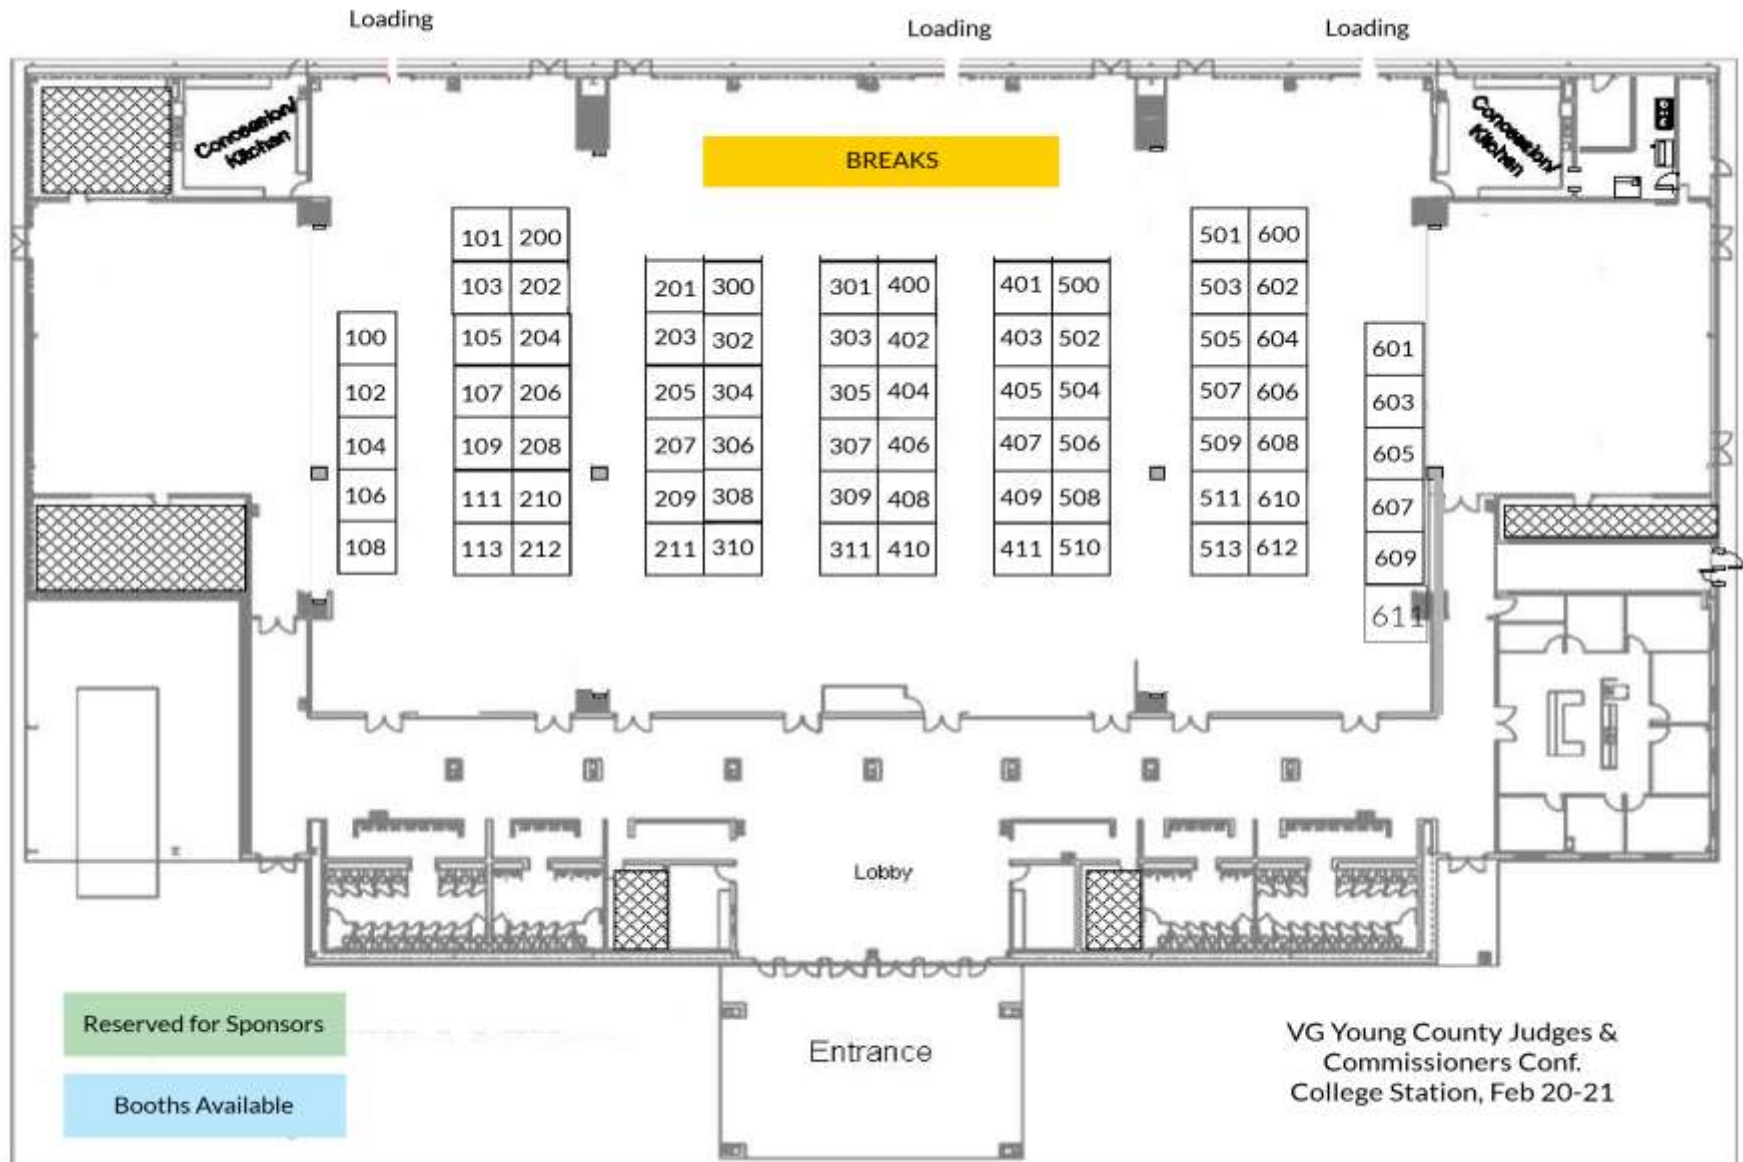 Loading
Loading
Loading
Concession/
Kitchen
Concession/
Kitchen
BREAKS
101 200
501 600
103 202
201 300
301 400
401 500
503 602
100
105 204
203 302
303 402
403 502
505 604
601
102
107 206
205 304
305 404
405 504
507 606
603
104
109 208
207 306
307 406
407 506
509 608
605
106
111 210
209 308
309 408
409 508
511 610
607
108
113 212
211 310
311 410
411 510
513 612
609
611
Lobby
Entrance
Reserved for Sponsors
Booths Available
VG Young County Judges &
Commissioners Conf.
College Station, Feb 20-21